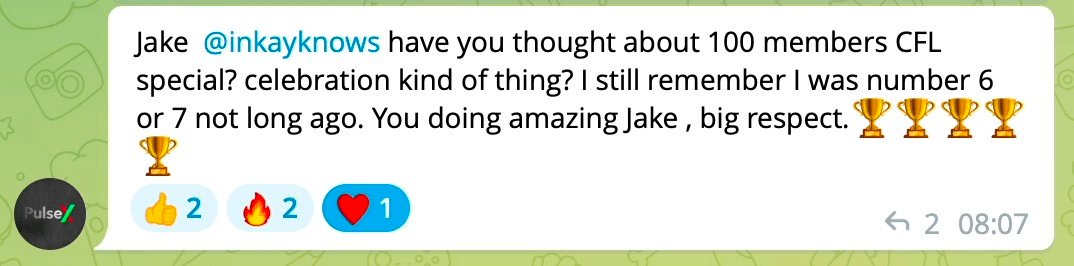 Jake @inkayknows have you thought about 100 members CFL
special? celebration kind of thing? I still remember I was number 6
or 7 not long ago. You doing amazing Jake , big respect. 🏆🏆🏆🏆
🏆
👍 2 🔥 2 ❤️ 1
Pulse
2 08:07